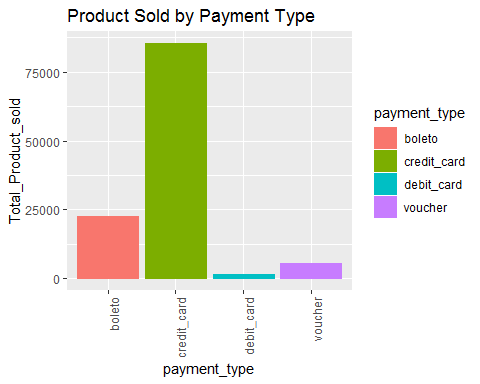 Product Sold by Payment Type
Total_Product_sold
75000
50000
25000
0
boleto
credit_card
debit_card
voucher
payment_type
payment_type
boleto
credit_card
debit_card
voucher